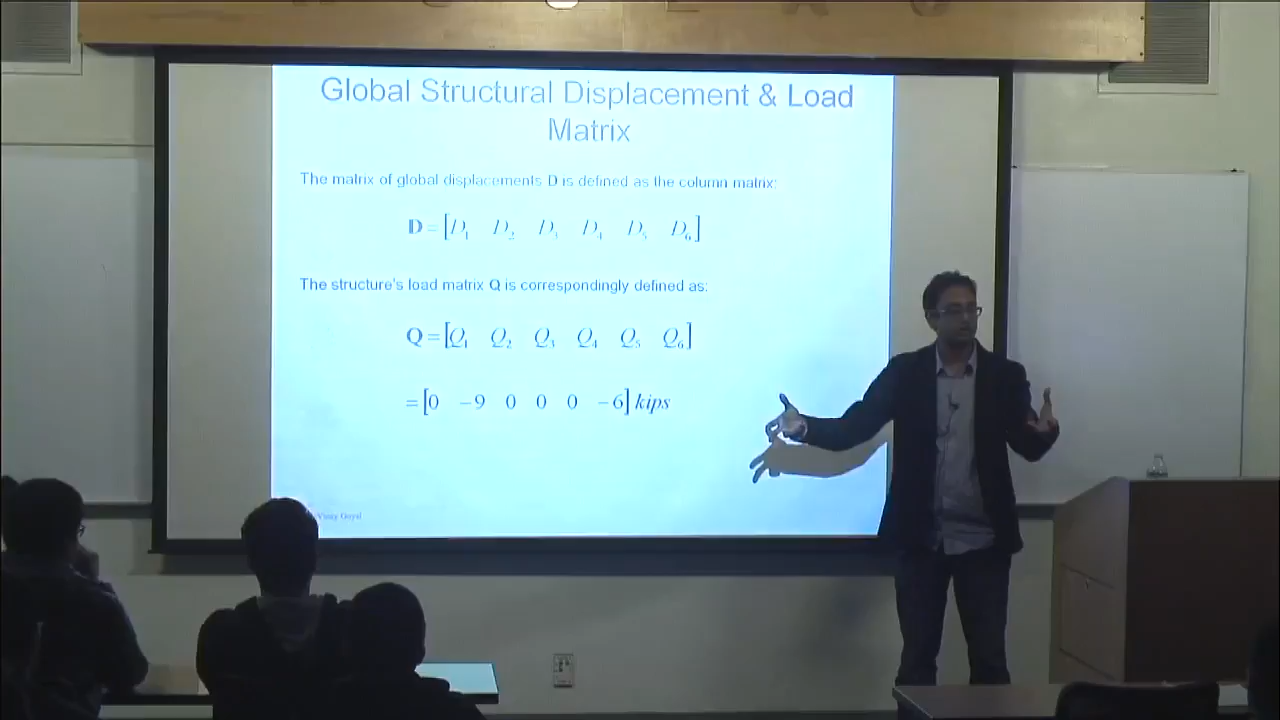 Global Structural Displacement & Load
Matrix
The matrix of global displacements D is defined as the column matrix:
D = [D₁ D₂ D₃ D₄ D₅ D₆]
The structure's load matrix Q is correspondingly defined as:
Q = [Q₁ Q₂ Q₃ Q₄ Q₅ Q₆]
= [0 −9 0 0 0 −6] kips
Vinay Goyal